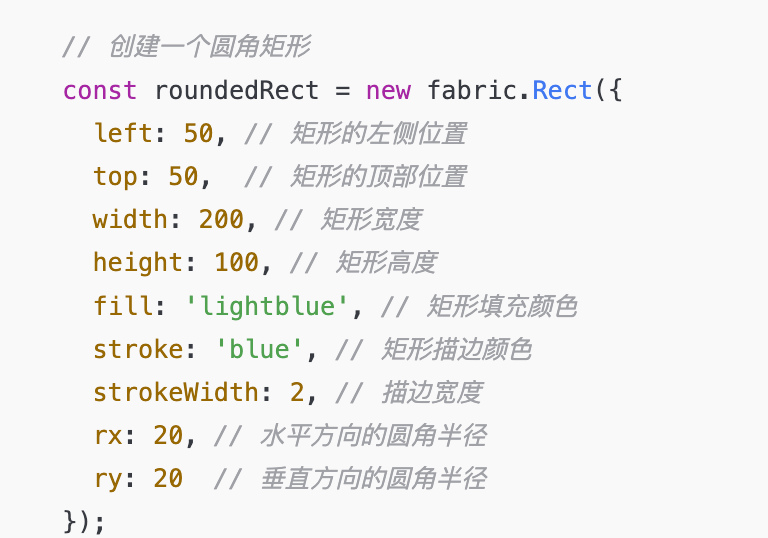 // 创建一个圆角矩形
const roundedRect = new fabric.Rect({
  left: 50, // 矩形的左侧位置
  top: 50,  // 矩形的顶部位置
  width: 200, // 矩形宽度
  height: 100, // 矩形高度
  fill: 'lightblue', // 矩形填充颜色
  stroke: 'blue', // 矩形描边颜色
  strokeWidth: 2, // 描边宽度
  rx: 20, // 水平方向的圆角半径
  ry: 20  // 垂直方向的圆角半径
});